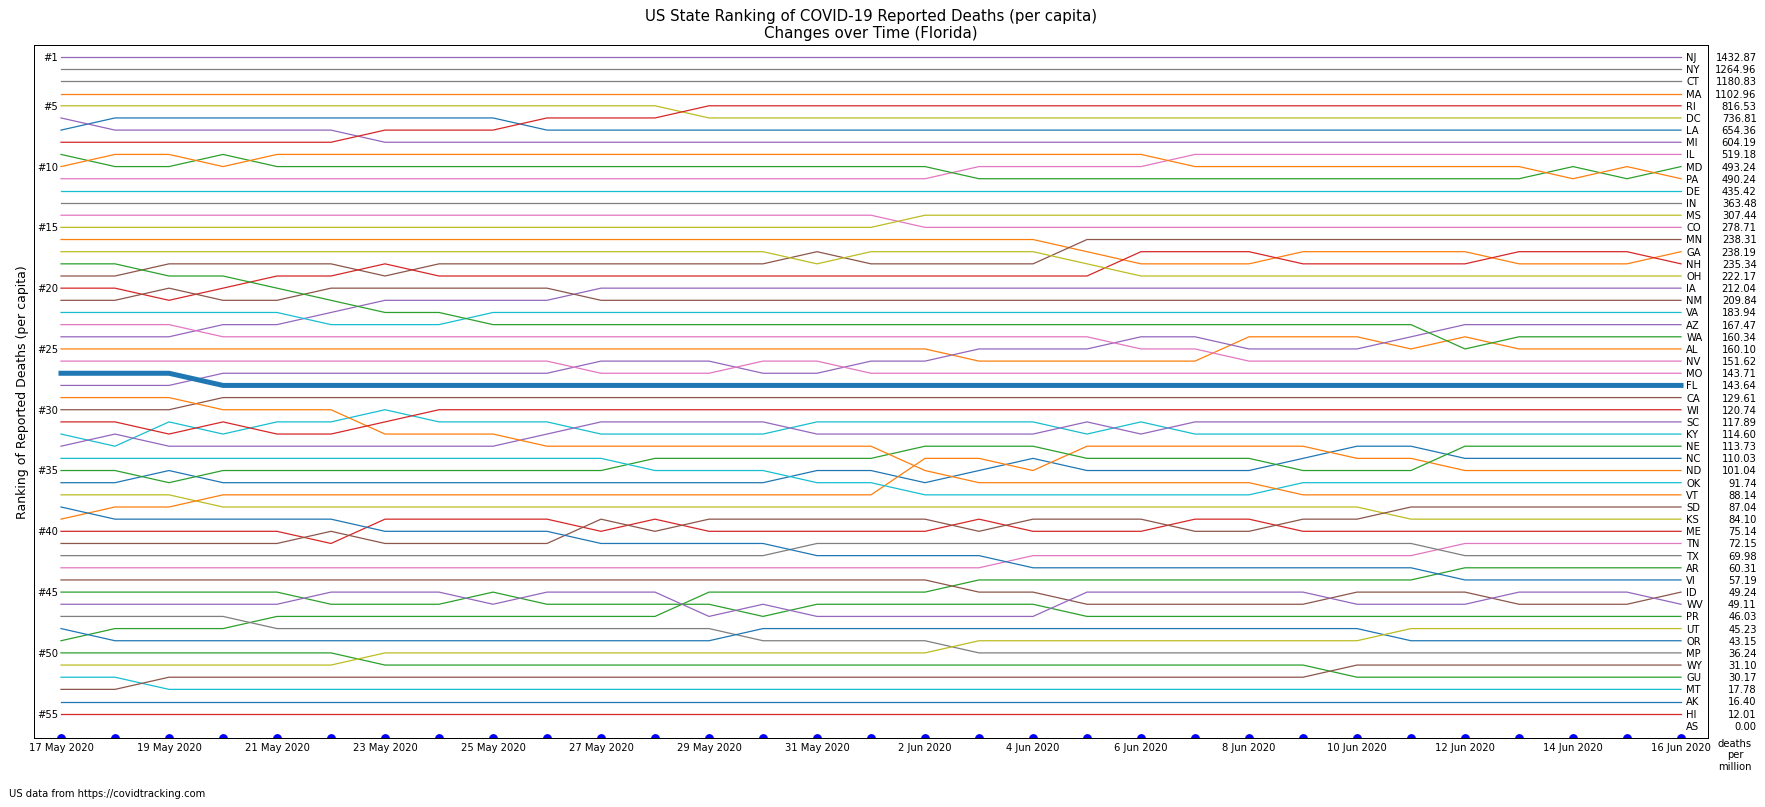 US State Ranking of COVID-19 Reported Deaths (per capita)
Changes over Time (Florida)
Ranking of Reported Deaths (per capita)
#1
#5
#10
#15
#20
#25
#30
#35
#40
#45
#50
#55
NJ 1432.87
NY 1264.96
CT 1180.83
MA 1102.96
RI 816.53
DC 736.81
LA 654.36
MI 604.19
IL 519.18
MD 493.24
PA 490.24
DE 435.42
IN 363.48
MS 307.44
CO 278.71
MN 238.31
GA 238.19
NH 235.34
OH 222.17
IA 212.04
NM 209.84
VA 183.94
AZ 167.47
WA 160.34
AL 160.10
NV 151.62
MO 143.71
FL 143.64
CA 129.61
WI 120.74
SC 117.89
KY 114.60
NE 113.73
NC 110.03
ND 101.04
OK 91.74
VT 88.14
SD 87.04
KS 84.10
ME 75.14
TN 72.15
TX 69.98
AR 60.31
VI 57.19
ID 49.24
WV 49.11
PR 46.03
UT 45.23
OR 43.15
MP 36.24
WY 31.10
GU 30.17
MT 17.78
AK 16.40
HI 12.01
AS 0.00
17 May 2020 19 May 2020 21 May 2020 23 May 2020 25 May 2020 27 May 2020 29 May 2020 31 May 2020 2 Jun 2020 4 Jun 2020 6 Jun 2020 8 Jun 2020 10 Jun 2020 12 Jun 2020 14 Jun 2020 16 Jun 2020
deaths
per
million
US data from https://covidtracking.com